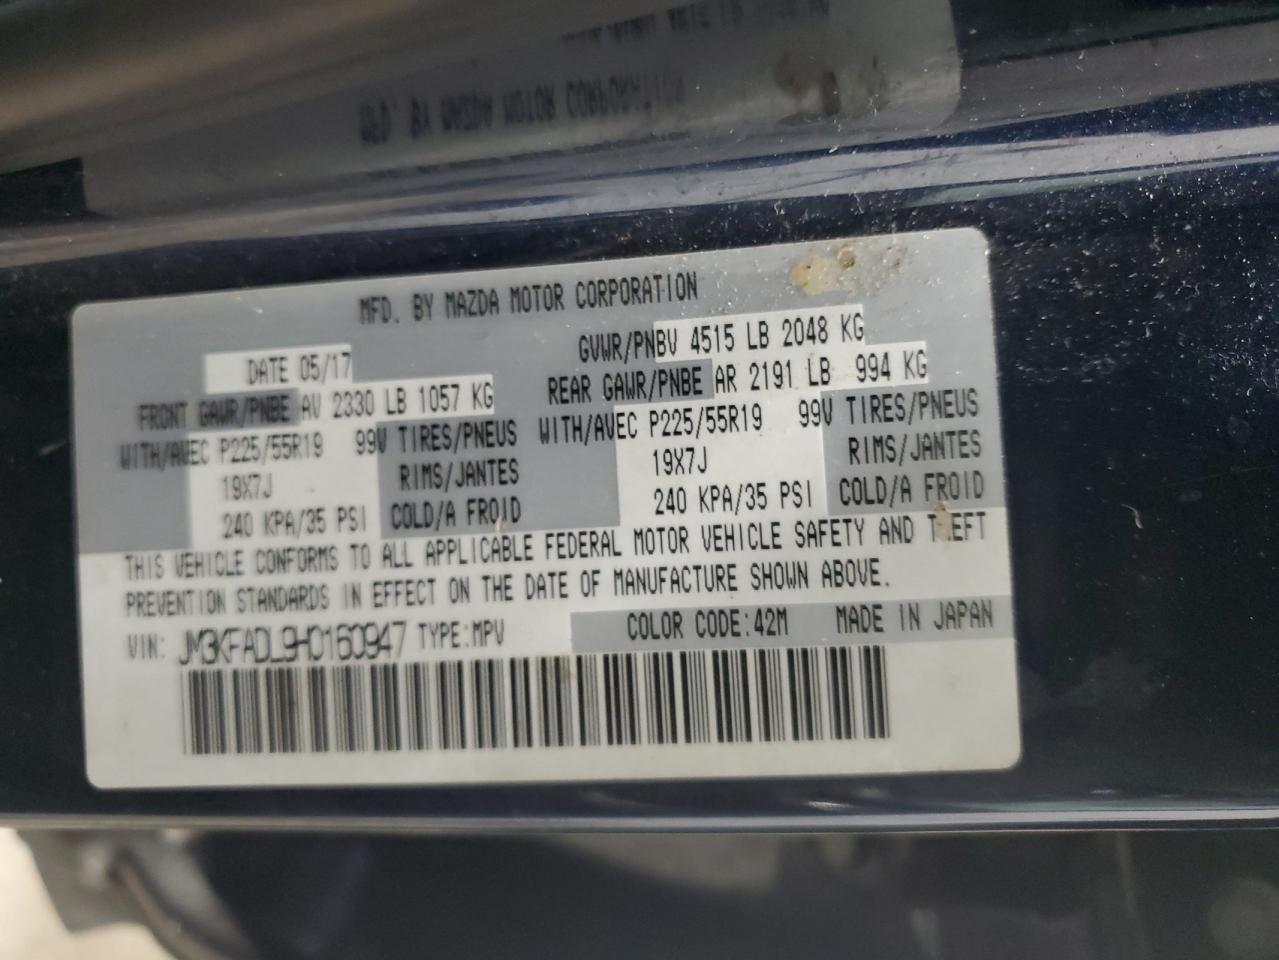 MFD. BY MAZDA MOTOR CORPORATION
DATE 05/17 GVWR/PNBV 4515 LB 2048 KG
FRONT GAWR/PNBE AV 2330 LB 1057 KG REAR GAWR/PNBE AR 2191 LB 994 KG
WITH/AVEC P225/55R19 99V TIRES/PNEUS WITH/AVEC P225/55R19 99V TIRES/PNEUS
19X7J RIMS/JANTES 19X7J RIMS/JANTES
240 KPA/35 PSI COLD/A FROID 240 KPA/35 PSI COLD/A FROID
THIS VEHICLE CONFORMS TO ALL APPLICABLE FEDERAL MOTOR VEHICLE SAFETY AND THEFT
PREVENTION STANDARDS IN EFFECT ON THE DATE OF MANUFACTURE SHOWN ABOVE.
VIN: JM3KFADL9H0160947 TYPE:MPV COLOR CODE:42M MADE IN JAPAN